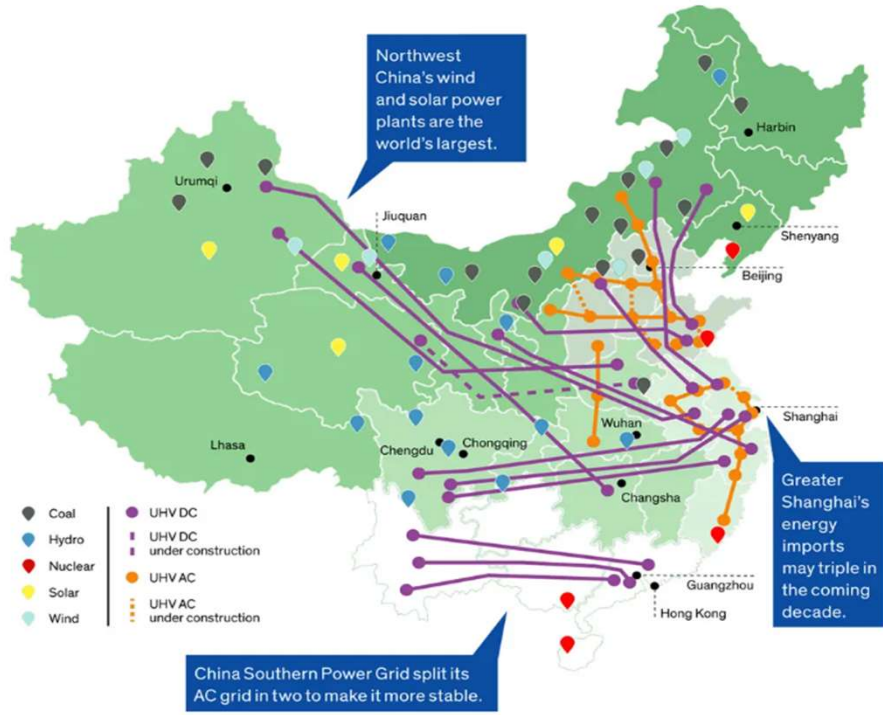 Northwest
China's wind
and solar power
plants are the
world's largest.
Harbin
Urumqi
Jiuquan
Shenyang
Beijing
Shanghai
Wuhan
Chengdu
Chongqing
Lhasa
Changsha
Greater
Shanghai's
energy
imports
may triple in
the coming
decade.
Coal
Hydro
Nuclear
Solar
Wind
UHV DC
UHV DC
under construction
UHV AC
UHV AC
under construction
Guangzhou
Hong Kong
China Southern Power Grid split its
AC grid in two to make it more stable.